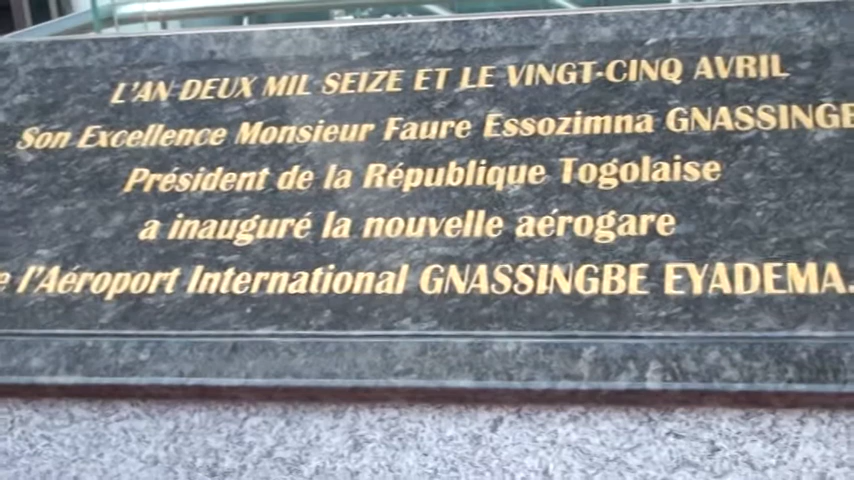 L'AN DEUX MIL SEIZE ET LE VINGT-CINQ AVRIL
Son Excellence Monsieur Faure Essozimna GNASSINGBE
Président de la République Togolaise
a inauguré la nouvelle aérogare
de l'Aéroport International GNASSINGBE EYADEMA.